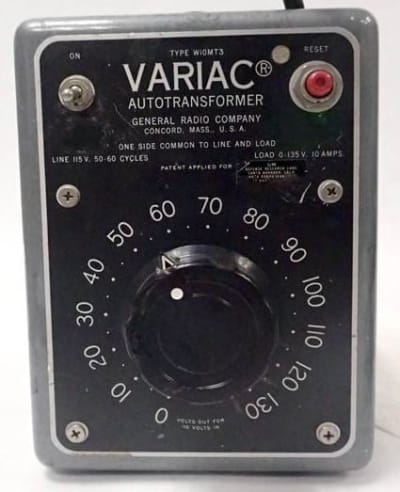 ON
TYPE W10MT3
RESET
VARIAC®
AUTOTRANSFORMER
GENERAL RADIO COMPANY
CONCORD, MASS., U.S.A.
ONE SIDE COMMON TO LINE AND LOAD
LINE 115 V. 50-60 CYCLES
LOAD 0-135 V. 10 AMPS.
PATENT APPLIED FOR
0
10
20
30
40
50
60
70
80
90
100
110
120
130
VOLTS OUT FOR
115 VOLTS IN